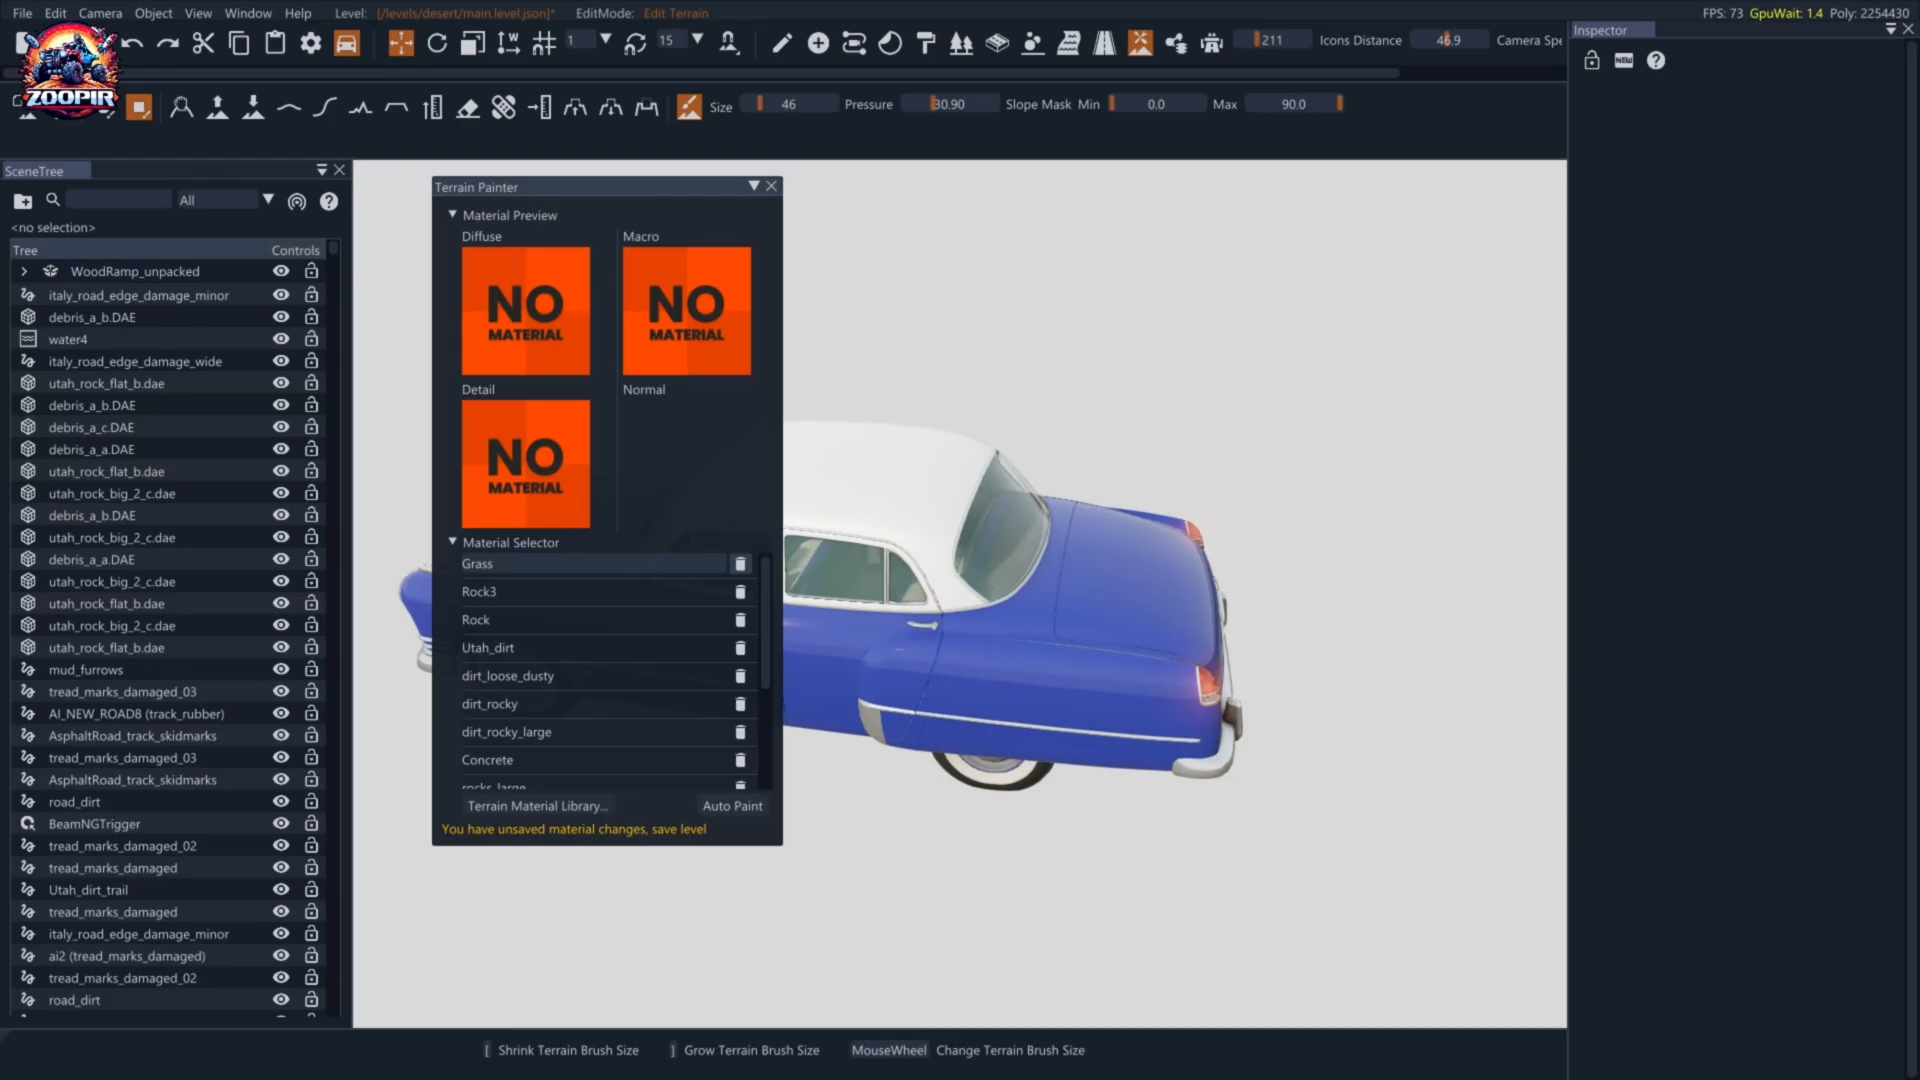 File Edit Camera Object View Window Help Level: [/levels/desert/main.level.json]* EditMode: Edit Terrain FPS: 73 GpuWait: 1.4 Poly: 2254430
Inspector
1 15 211 Icons Distance 46.9 Camera Spe
NEW
ZOOPIR
Size 46 Pressure 30.90 Slope Mask Min 0.0 Max 90.0
SceneTree
All
<no selection>
Tree Controls
WoodRamp_unpacked
italy_road_edge_damage_minor
debris_a_b.DAE
water4
italy_road_edge_damage_wide
utah_rock_flat_b.dae
debris_a_b.DAE
debris_a_c.DAE
debris_a_a.DAE
utah_rock_flat_b.dae
utah_rock_big_2_c.dae
debris_a_b.DAE
utah_rock_big_2_c.dae
debris_a_a.DAE
utah_rock_big_2_c.dae
utah_rock_flat_b.dae
utah_rock_big_2_c.dae
utah_rock_flat_b.dae
mud_furrows
tread_marks_damaged_03
AI_NEW_ROAD8 (track_rubber)
AsphaltRoad_track_skidmarks
tread_marks_damaged_03
AsphaltRoad_track_skidmarks
road_dirt
BeamNGTrigger
tread_marks_damaged_02
tread_marks_damaged
Utah_dirt_trail
tread_marks_damaged
italy_road_edge_damage_minor
ai2 (tread_marks_damaged)
tread_marks_damaged_02
road_dirt
Terrain Painter
Material Preview
Diffuse Macro
NO MATERIAL NO MATERIAL
Detail Normal
NO MATERIAL
Material Selector
Grass
Rock3
Rock
Utah_dirt
dirt_loose_dusty
dirt_rocky
dirt_rocky_large
Concrete
rocks_large
Terrain Material Library... Auto Paint
You have unsaved material changes, save level
[ Shrink Terrain Brush Size ] Grow Terrain Brush Size MouseWheel Change Terrain Brush Size